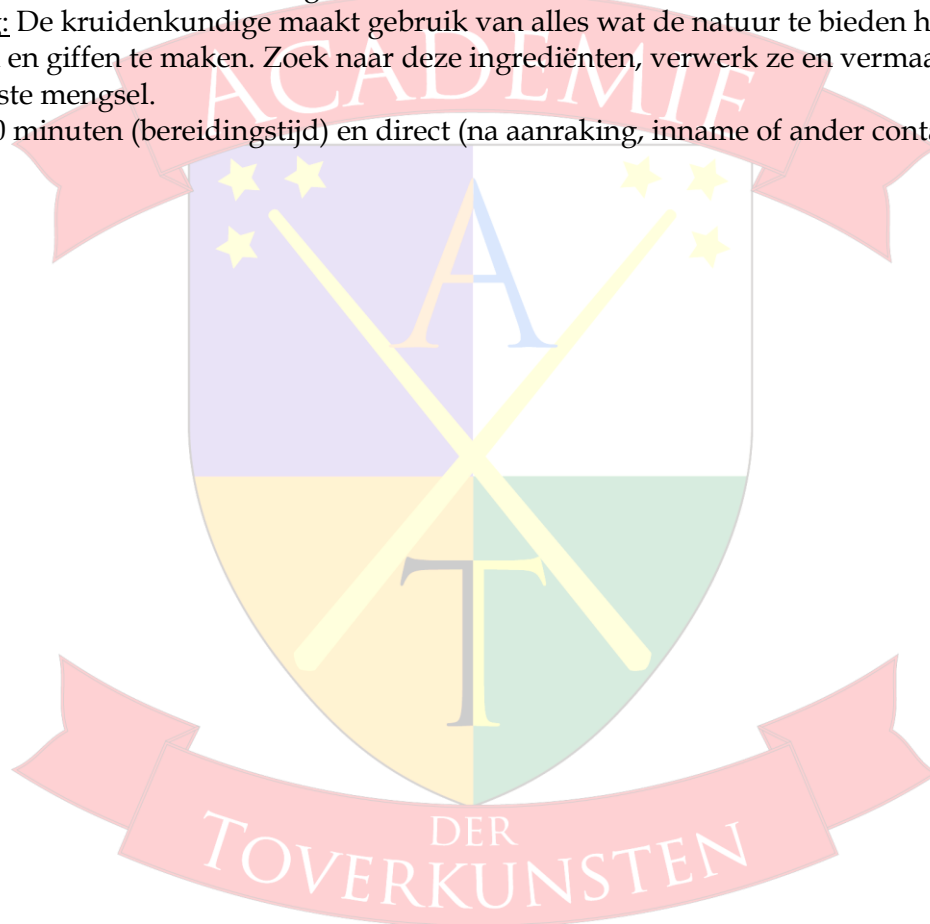 : De kruidenkundige maakt gebruik van alles wat de natuur te bieden h
en giffen te maken. Zoek naar deze ingrediënten, verwerk ze en vermaa
ste mengsel.
0 minuten (bereidingstijd) en direct (na aanraking, inname of ander conta
ACADEMIE
A
T
DER
TOVERKUNSTEN